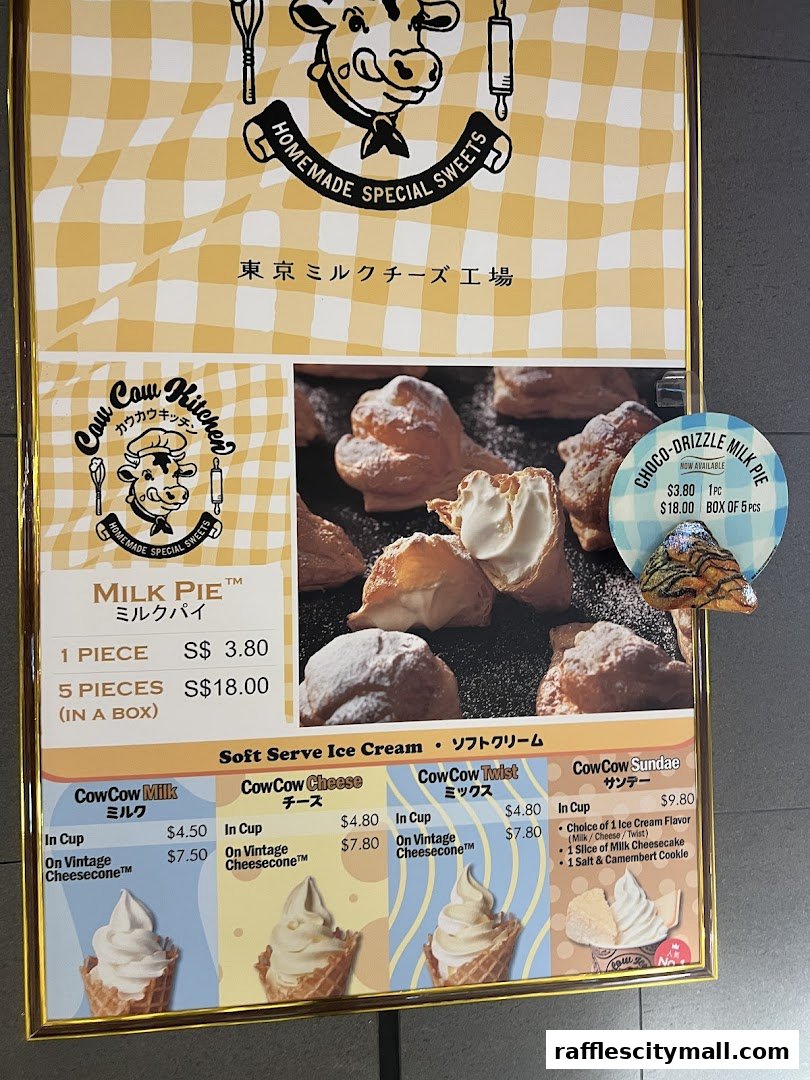 HOMEMADE SPECIAL SWEETS
東京ミルクチーズ工場
Cow Cow Kitchen
カウカウキッチン
HOMEMADE SPECIAL SWEETS
MILK PIE™
ミルクパイ
1 PIECE S$ 3.80
5 PIECES S$18.00
(IN A BOX)
CHOCO-DRIZZLE MILK PIE
NOW AVAILABLE
$3.80 1PC
$18.00 BOX OF 5PCS
Soft Serve Ice Cream • ソフトクリーム
CowCow Milk
ミルク
In Cup $4.50
On Vintage
Cheesecone™ $7.50
CowCow Cheese
チーズ
In Cup $4.80
On Vintage
Cheesecone™ $7.80
CowCow Twist
ミックス
In Cup $4.80
On Vintage
Cheesecone™ $7.80
CowCow Sundae
サンデー
In Cup $9.80
• Choice of 1 Ice Cream Flavor
(Milk / Cheese / Twist)
• 1 Slice of Milk Cheesecake
• 1 Salt & Camembert Cookie
人気
No.1
rafflescitymall.com